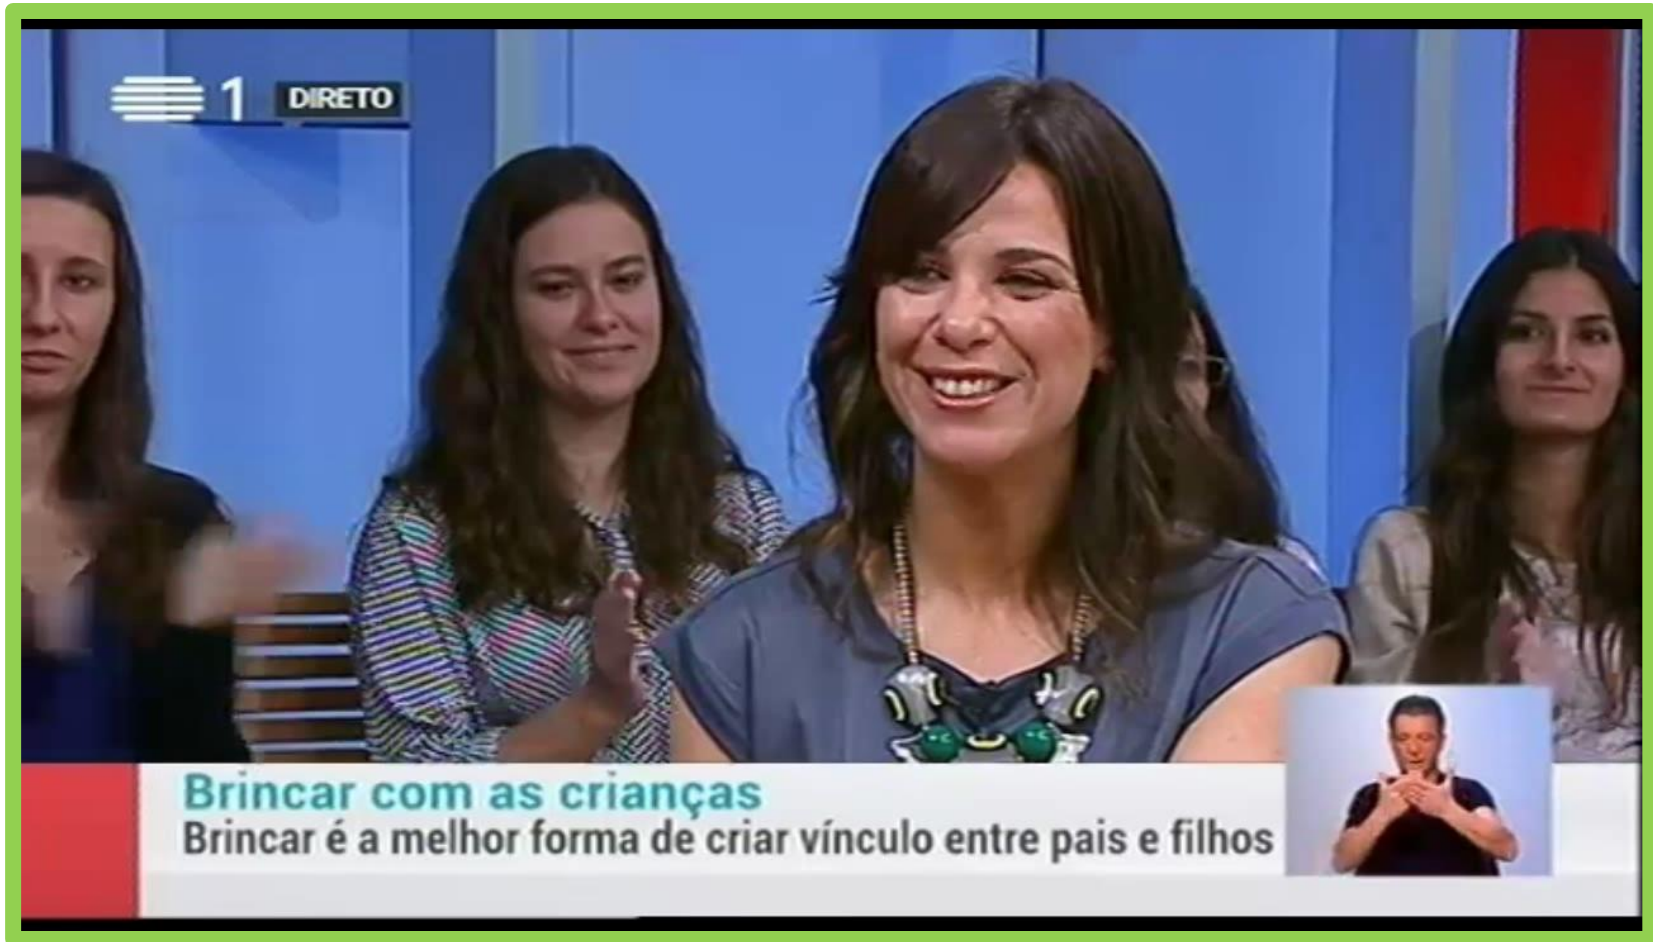 1 DIRETO
Brincar com as crianças
Brincar é a melhor forma de criar vínculo entre pais e filhos